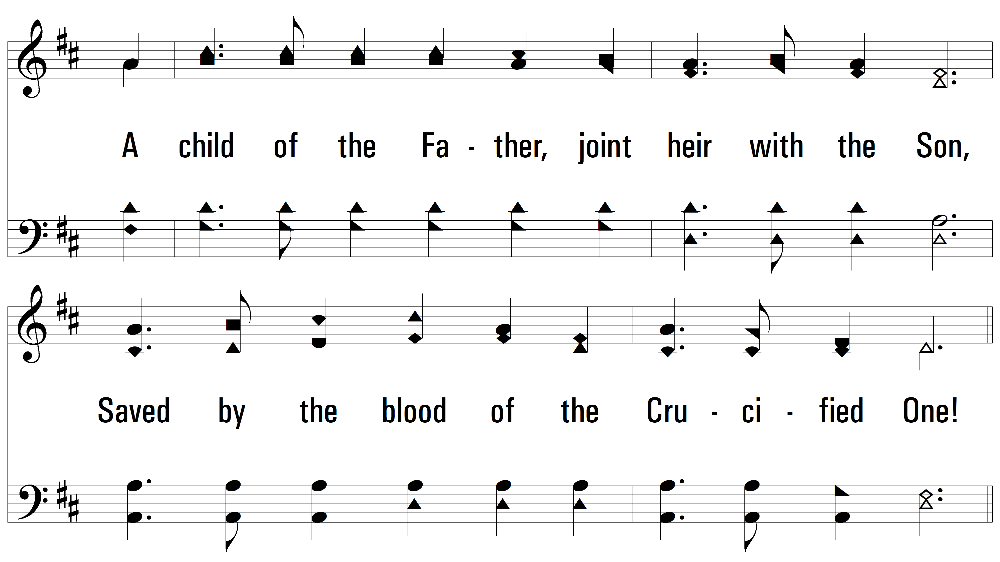 A child of the Fa - ther, joint heir with the Son,
Saved by the blood of the Cru - ci - fied One!